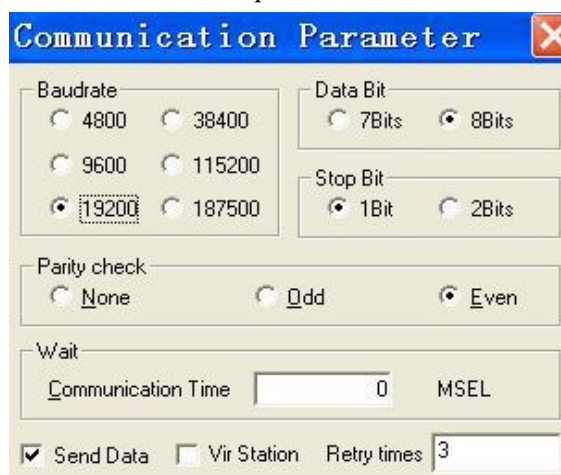 Communication Parameter
Baudrate
4800
38400
9600
115200
19200
187500
Data Bit
7Bits
8Bits
Stop Bit
1Bit
2Bits
Parity check
None
Odd
Even
Wait
Communication Time
0
MSEL
Send Data
Vir Station
Retry times
3